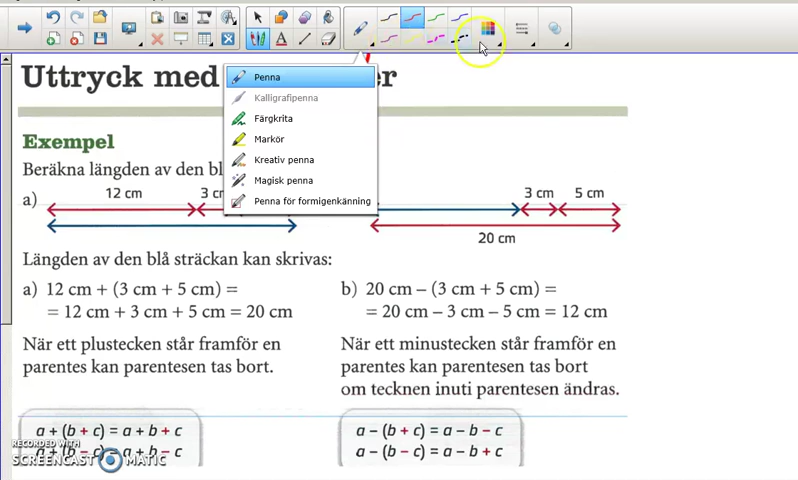 Uttryck med er
Penna
Kalligrafipenna
Färgkrita
Markör
Kreativ penna
Magisk penna
Penna för formigenkänning
Exempel
Beräkna längden av den bl
a) 12 cm 3 c
3 cm 5 cm
20 cm
Längden av den blå sträckan kan skrivas:
a) 12 cm + (3 cm + 5 cm) =
= 12 cm + 3 cm + 5 cm = 20 cm
När ett plustecken står framför en
parentes kan parentesen tas bort.
a + (b + c) = a + b + c
a + (b − c) = a + b − c
b) 20 cm – (3 cm + 5 cm) =
= 20 cm – 3 cm – 5 cm = 12 cm
När ett minustecken står framför en
parentes kan parentesen tas bort
om tecknen inuti parentesen ändras.
a − (b + c) = a − b − c
a − (b − c) = a − b + c
RECORDED WITH
SCREENCAST MATIC